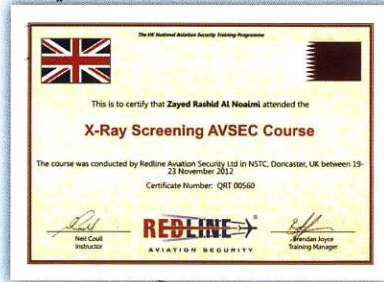 The UK National Aviation Security Training Programme
This is to certify that Zayed Rashid Al Noaimi attended the
X-Ray Screening AVSEC Course
The course was conducted by Redline Aviation Security Ltd in NSTC, Doncaster, UK between 19-
23 November 2012
Certificate Number: QRT 00560
Neil Coull
Instructor
REDLINE
AVIATION SECURITY
Brendan Joyce
Training Manager